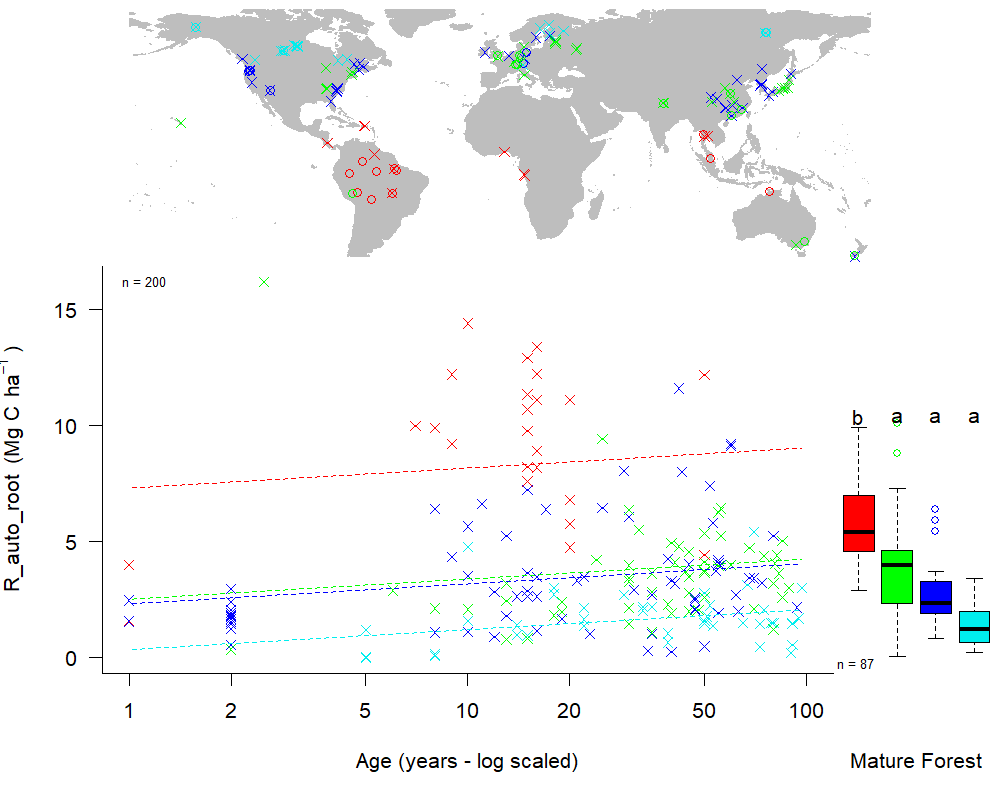 n = 200
15
10
5
0
R_auto_root (Mg C ha⁻¹)
1
2
5
10
20
50
100
Age (years - log scaled)
b
a
a
a
n = 87
Mature Forest